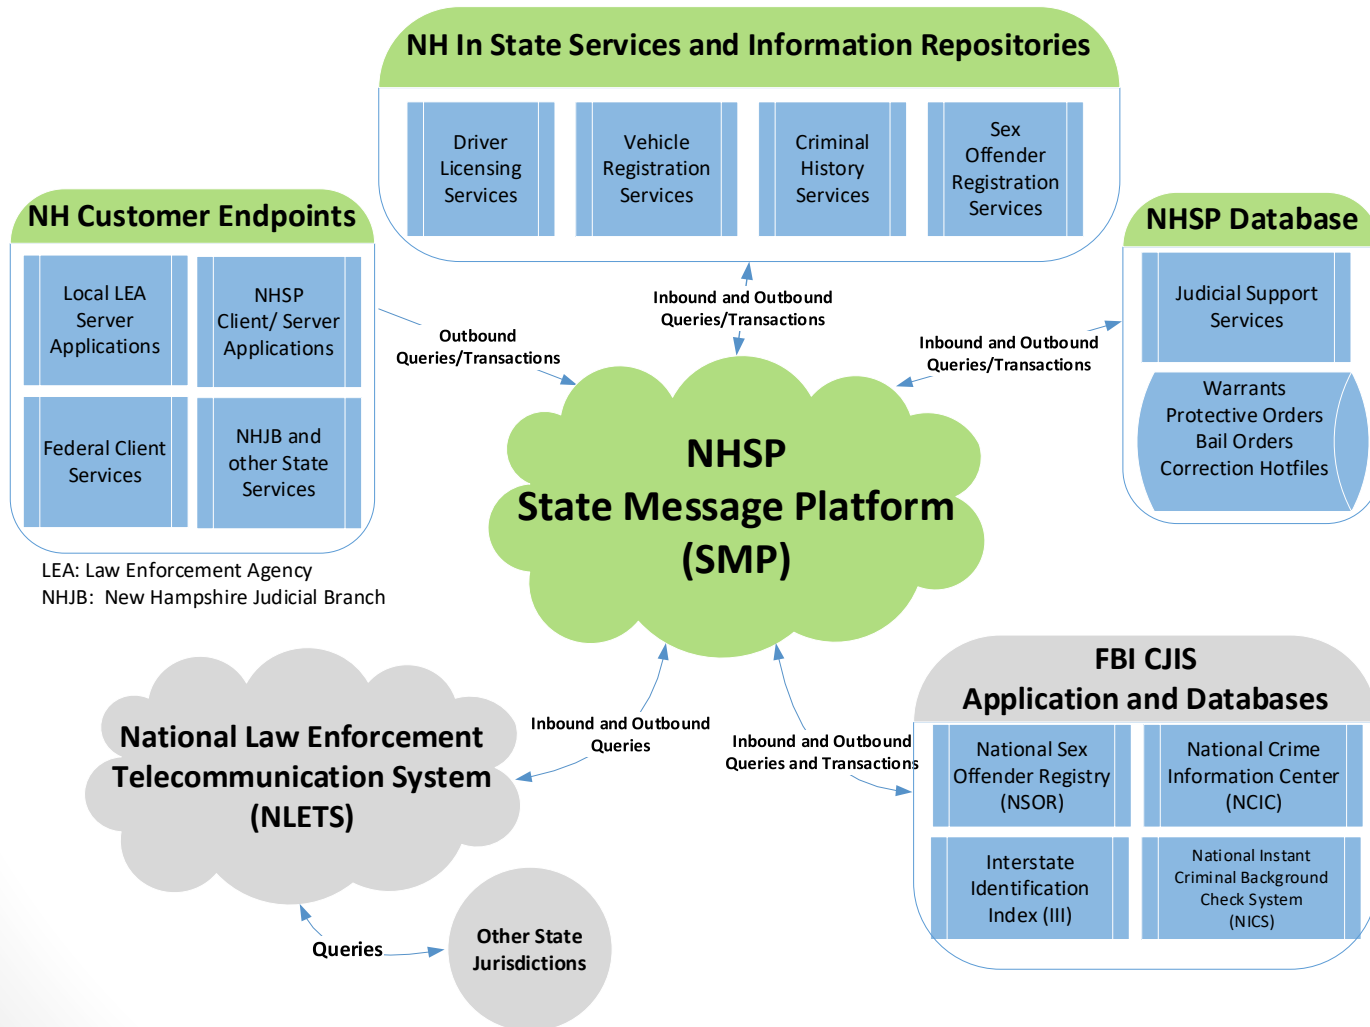 NH In State Services and Information Repositories
Driver
Licensing
Services
Vehicle
Registration
Services
Criminal
History
Services
Sex
Offender
Registration
Services
NH Customer Endpoints
Local LEA
Server
Applications
NHSP
Client/ Server
Applications
Federal Client
Services
NHJB and
other State
Services
LEA: Law Enforcement Agency
NHJB:  New Hampshire Judicial Branch
NHSP Database
Judicial Support
Services
Warrants
Protective Orders
Bail Orders
Correction Hotfiles
Outbound
Queries/Transactions
Inbound and Outbound
Queries/Transactions
Inbound and Outbound
Queries/Transactions
NHSP
State Message Platform
(SMP)
Inbound and Outbound
Queries
Inbound and Outbound
Queries and Transactions
National Law Enforcement
Telecommunication System
(NLETS)
Queries
Other State
Jurisdictions
FBI CJIS
Application and Databases
National Sex
Offender Registry
(NSOR)
National Crime
Information Center
(NCIC)
Interstate
Identification
Index (III)
National Instant
Criminal Background
Check System
(NICS)